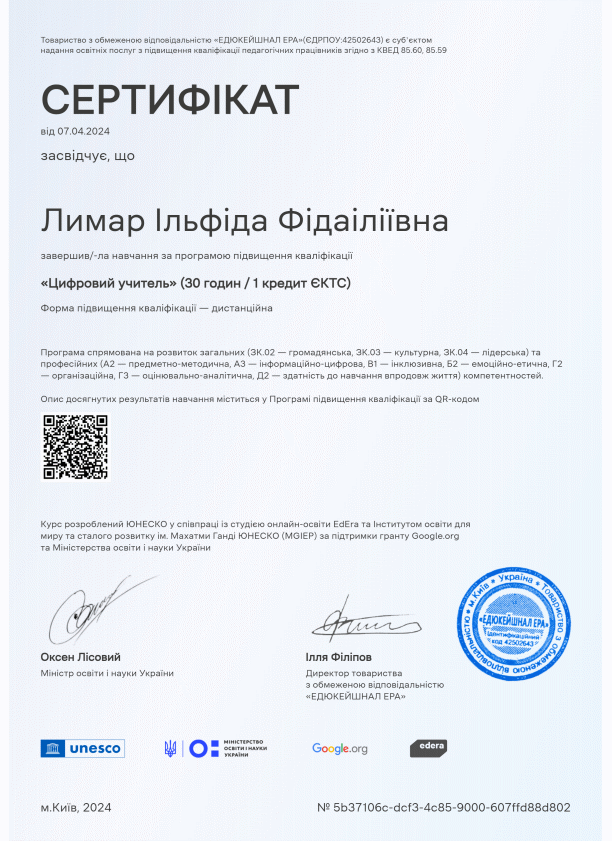 Товариство з обмеженою відповідальністю «ЕДЮКЕЙШНАЛ ЕРА»(ЄДРПОУ:42502643) є суб'єктом
надання освітніх послуг з підвищення кваліфікації педагогічних працівників згідно з КВЕД 85.60, 85.59
СЕРТИФІКАТ
від 07.04.2024
засвідчує, що
Лимар Ільфіда Фідаіліївна
завершив/-ла навчання за програмою підвищення кваліфікації
«Цифровий учитель» (30 годин / 1 кредит ЄКТС)
Форма підвищення кваліфікації — дистанційна
Програма спрямована на розвиток загальних (ЗК.02 — громадянська, ЗК.03 — культурна, ЗК.04 — лідерська) та
професійних (А2 — предметно-методична, А3 — інформаційно-цифрова, В1 — інклюзивна, Б2 — емоційно-етична, Г2
— організаційна, Г3 — оцінювально-аналітична, Д2 — здатність до навчання впродовж життя) компетентностей.
Опис досягнутих результатів навчання міститься у Програмі підвищення кваліфікації за QR-кодом
Курс розроблений ЮНЕСКО у співпраці із студією онлайн-освіти EdEra та Інститутом освіти для
миру та сталого розвитку ім. Махатми Ганді ЮНЕСКО (MGIEP) за підтримки гранту Google.org
та Міністерства освіти і науки України
Оксен Лісовий
Міністр освіти і науки України
Ілля Філіпов
Директор товариства
з обмеженою відповідальністю
«ЕДЮКЕЙШНАЛ ЕРА»
м.Київ * Україна * Товариство з обмеженою відповідальністю
«ЕДЮКЕЙШНАЛ ЕРА»
Ідентифікаційний
код 42502643
unesco
МІНІСТЕРСТВО
ОСВІТИ І НАУКИ
УКРАЇНИ
Google.org
edera
м.Київ, 2024
№ 5b37106c-dcf3-4c85-9000-607ffd88d802